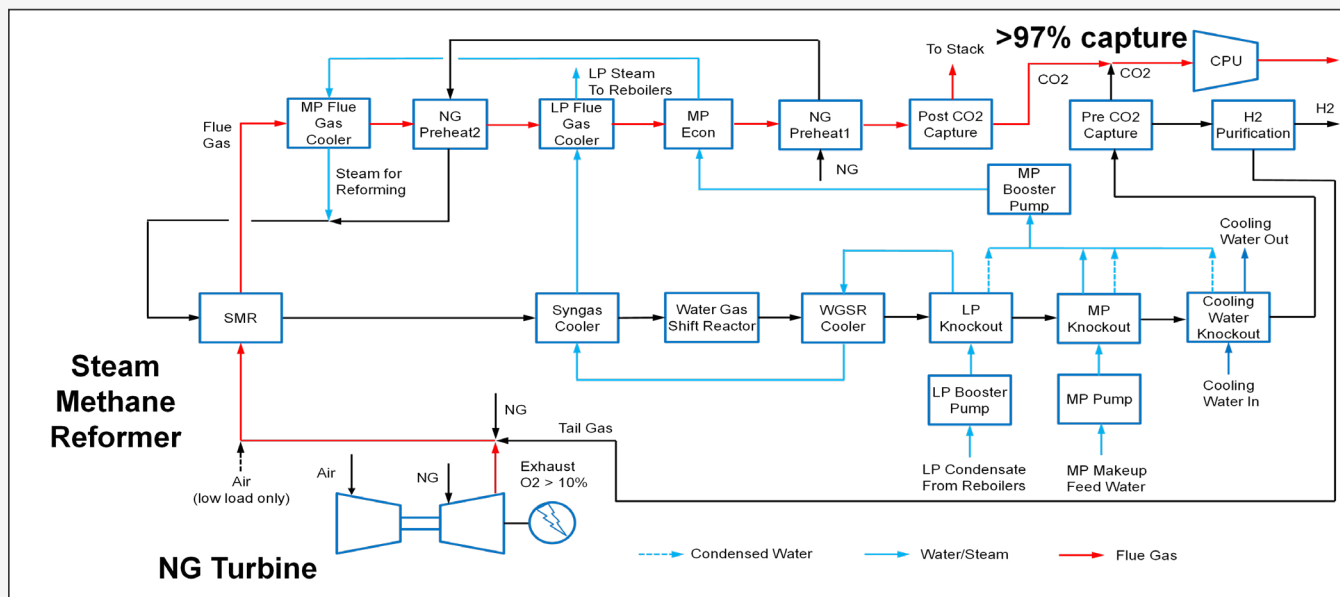 >97% capture
To Stack
CO2
CO2
CPU
LP Steam
To Reboilers
Flue
Gas
MP Flue
Gas
Cooler
NG
Preheat2
LP Flue
Gas
Cooler
MP
Econ
NG
Preheat1
Post CO2
Capture
Pre CO2
Capture
H2
Purification
H2
Steam for
Reforming
NG
MP
Booster
Pump
Cooling
Water Out
SMR
Syngas
Cooler
Water Gas
Shift Reactor
WGSR
Cooler
LP
Knockout
MP
Knockout
Cooling
Water
Knockout
Steam
Methane
Reformer
LP Booster
Pump
MP Pump
Cooling
Water In
NG
Tail Gas
Air
(low load only)
Air
NG
Exhaust
O2 > 10%
LP Condensate
From Reboilers
MP Makeup
Feed Water
NG Turbine
Condensed Water
Water/Steam
Flue Gas